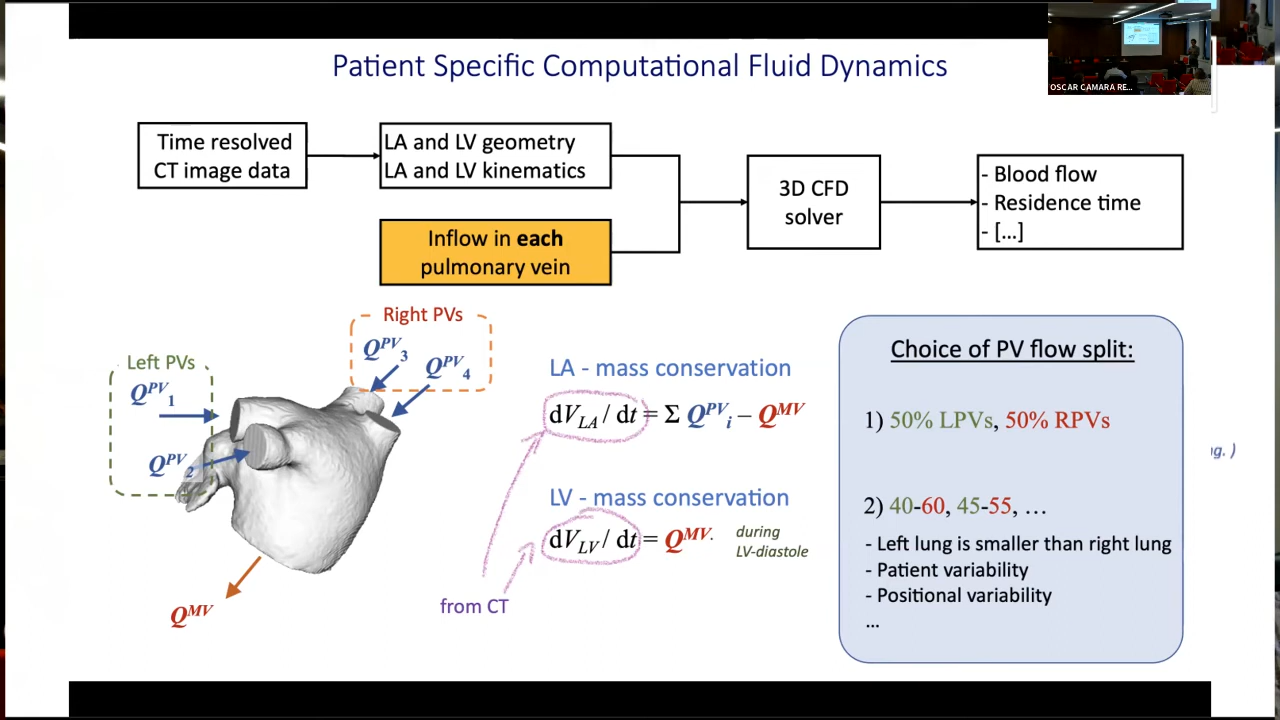 Patient Specific Computational Fluid Dynamics
OSCAR CAMARA RE...
Time resolved
CT image data
LA and LV geometry
LA and LV kinematics
Inflow in each
pulmonary vein
3D CFD
solver
- Blood flow
- Residence time
- [...]
Right PVs
Q^PV_3
Q^PV_4
Left PVs
Q^PV_1
Q^PV_2
Q^MV
LA - mass conservation
dV_LA / dt = Σ Q^PV_i – Q^MV
LV - mass conservation
dV_LV / dt = Q^MV.
during
LV-diastole
from CT
Choice of PV flow split:
1) 50% LPVs, 50% RPVs
2) 40-60, 45-55, ...
- Left lung is smaller than right lung
- Patient variability
- Positional variability
...
ng. )